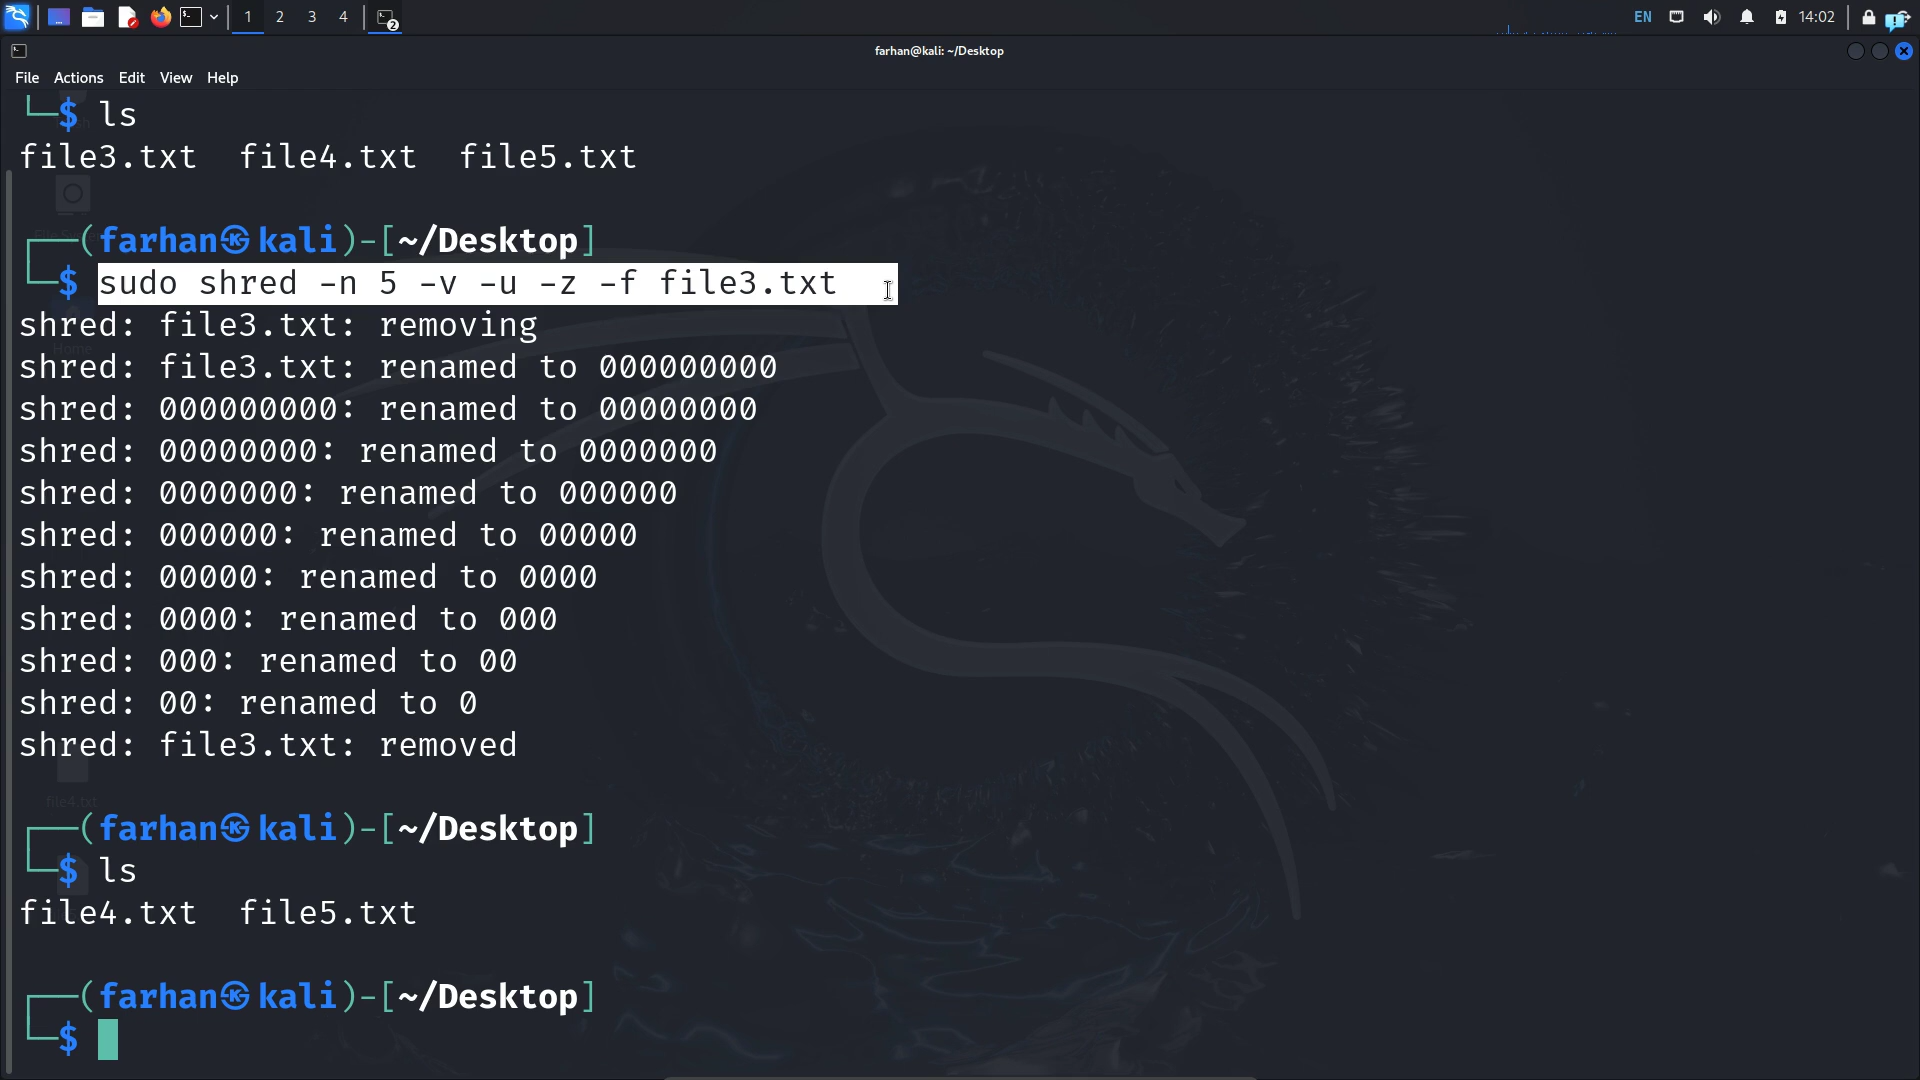 1 2 3 4 2 EN 14:02
farhan@kali: ~/Desktop
File Actions Edit View Help
└─$ ls
file3.txt file4.txt file5.txt
┌──(farhan㉿kali)-[~/Desktop]
└─$ sudo shred -n 5 -v -u -z -f file3.txt
shred: file3.txt: removing
shred: file3.txt: renamed to 000000000
shred: 000000000: renamed to 00000000
shred: 00000000: renamed to 0000000
shred: 0000000: renamed to 000000
shred: 000000: renamed to 00000
shred: 00000: renamed to 0000
shred: 0000: renamed to 000
shred: 000: renamed to 00
shred: 00: renamed to 0
shred: file3.txt: removed
file4.txt
┌──(farhan㉿kali)-[~/Desktop]
└─$ ls
file4.txt file5.txt
┌──(farhan㉿kali)-[~/Desktop]
└─$